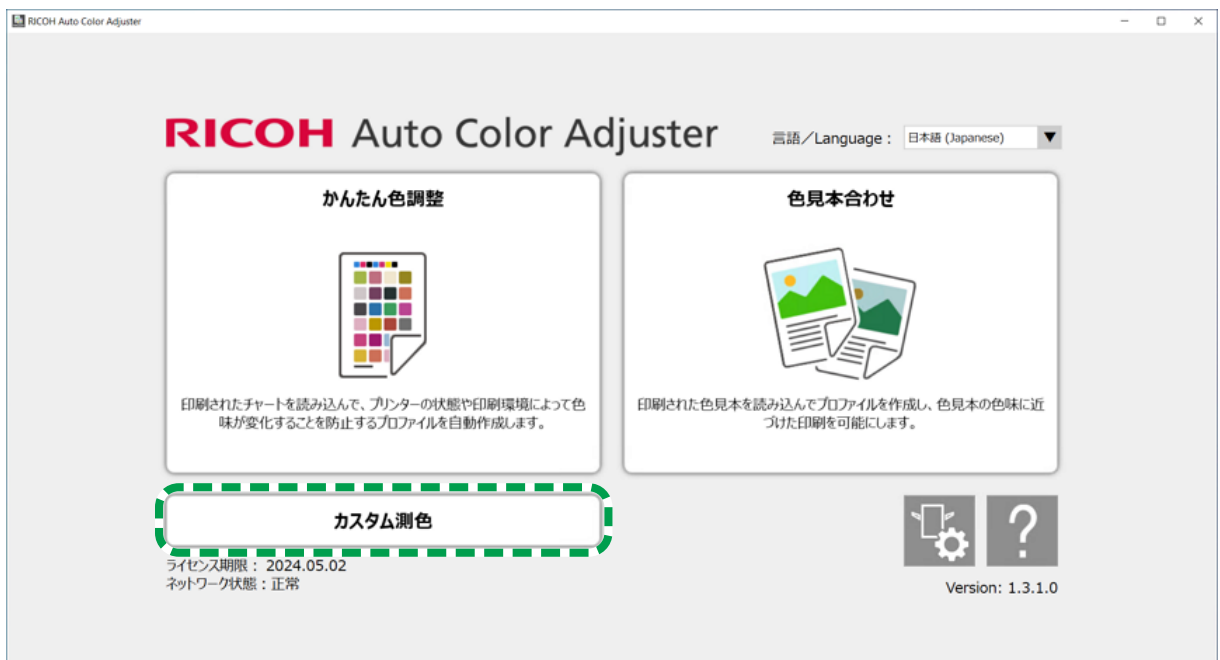 RICOH Auto Color Adjuster
RICOH Auto Color Adjuster
言語／Language : 日本語 (Japanese)
かんたん色調整
印刷されたチャートを読み込んで、プリンターの状態や印刷環境によって色
味が変化することを防止するプロファイルを自動作成します。
色見本合わせ
印刷された色見本を読み込んでプロファイルを作成し、色見本の色味に近
づけた印刷を可能にします。
カスタム測色
ライセンス期限： 2024.05.02
ネットワーク状態：正常
?
Version: 1.3.1.0